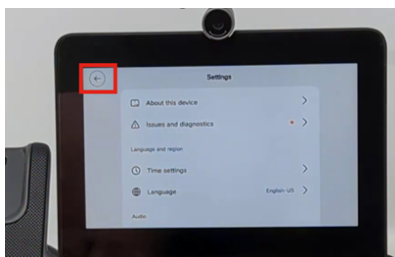 Settings
About this device
Issues and diagnostics
Language and region
Time settings
Language English-US
Audio